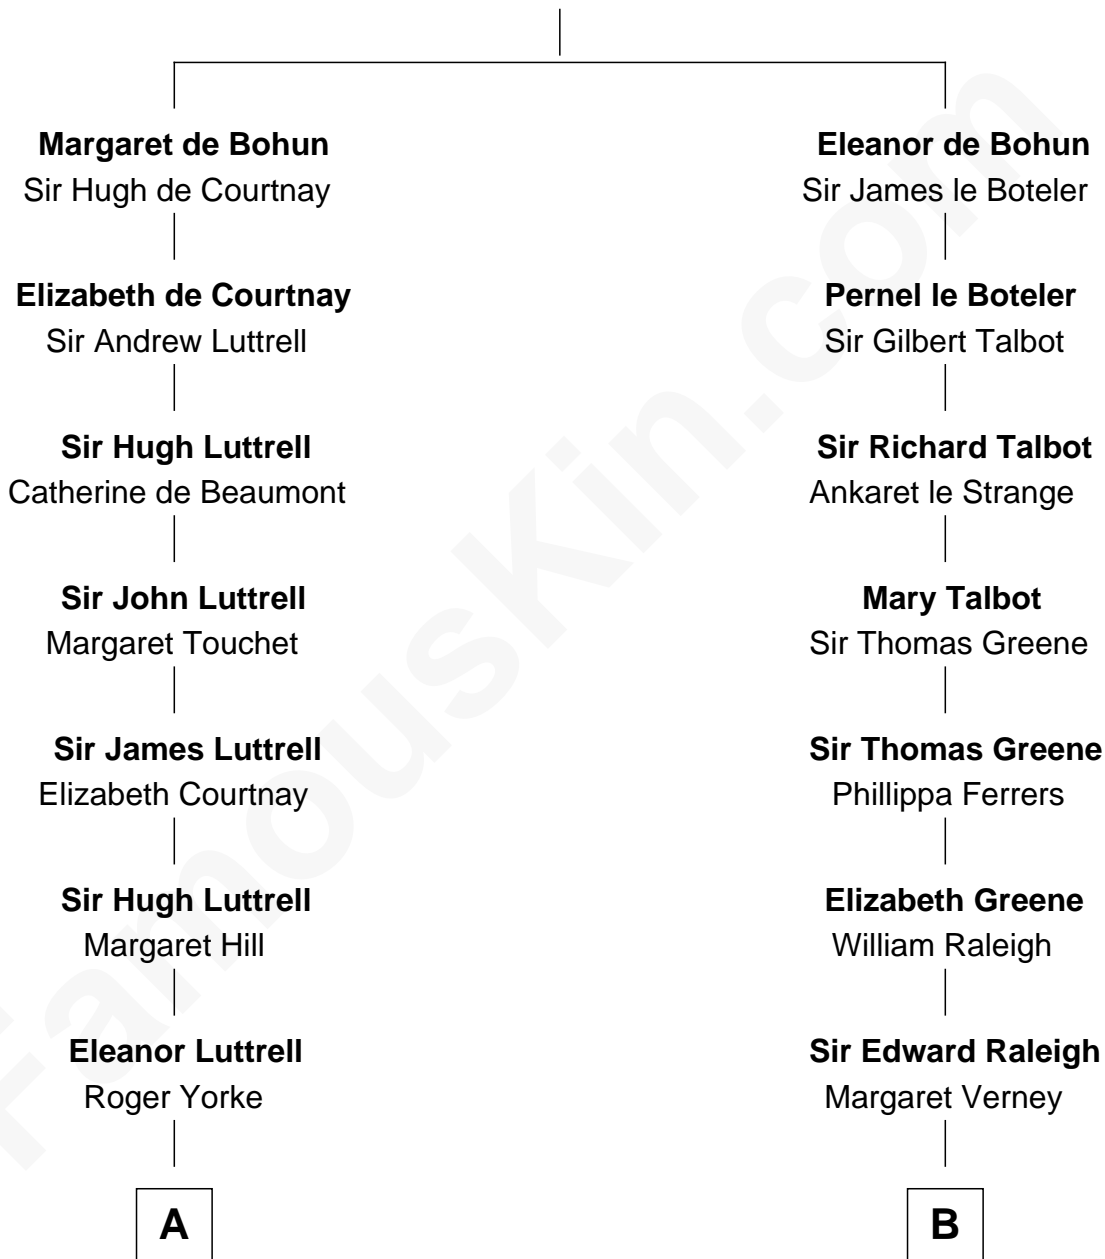 Margaret de Bohun
Sir Hugh de Courtnay
Elizabeth de Courtnay
Sir Andrew Luttrell
Sir Hugh Luttrell
Catherine de Beaumont
Sir John Luttrell
Margaret Touchet
Sir James Luttrell
Elizabeth Courtnay
Sir Hugh Luttrell
Margaret Hill
Eleanor Luttrell
Roger Yorke
A
Eleanor de Bohun
Sir James le Boteler
Pernel le Boteler
Sir Gilbert Talbot
Sir Richard Talbot
Ankaret le Strange
Mary Talbot
Sir Thomas Greene
Sir Thomas Greene
Phillippa Ferrers
Elizabeth Greene
William Raleigh
Sir Edward Raleigh
Margaret Verney
B
FamousKin.com